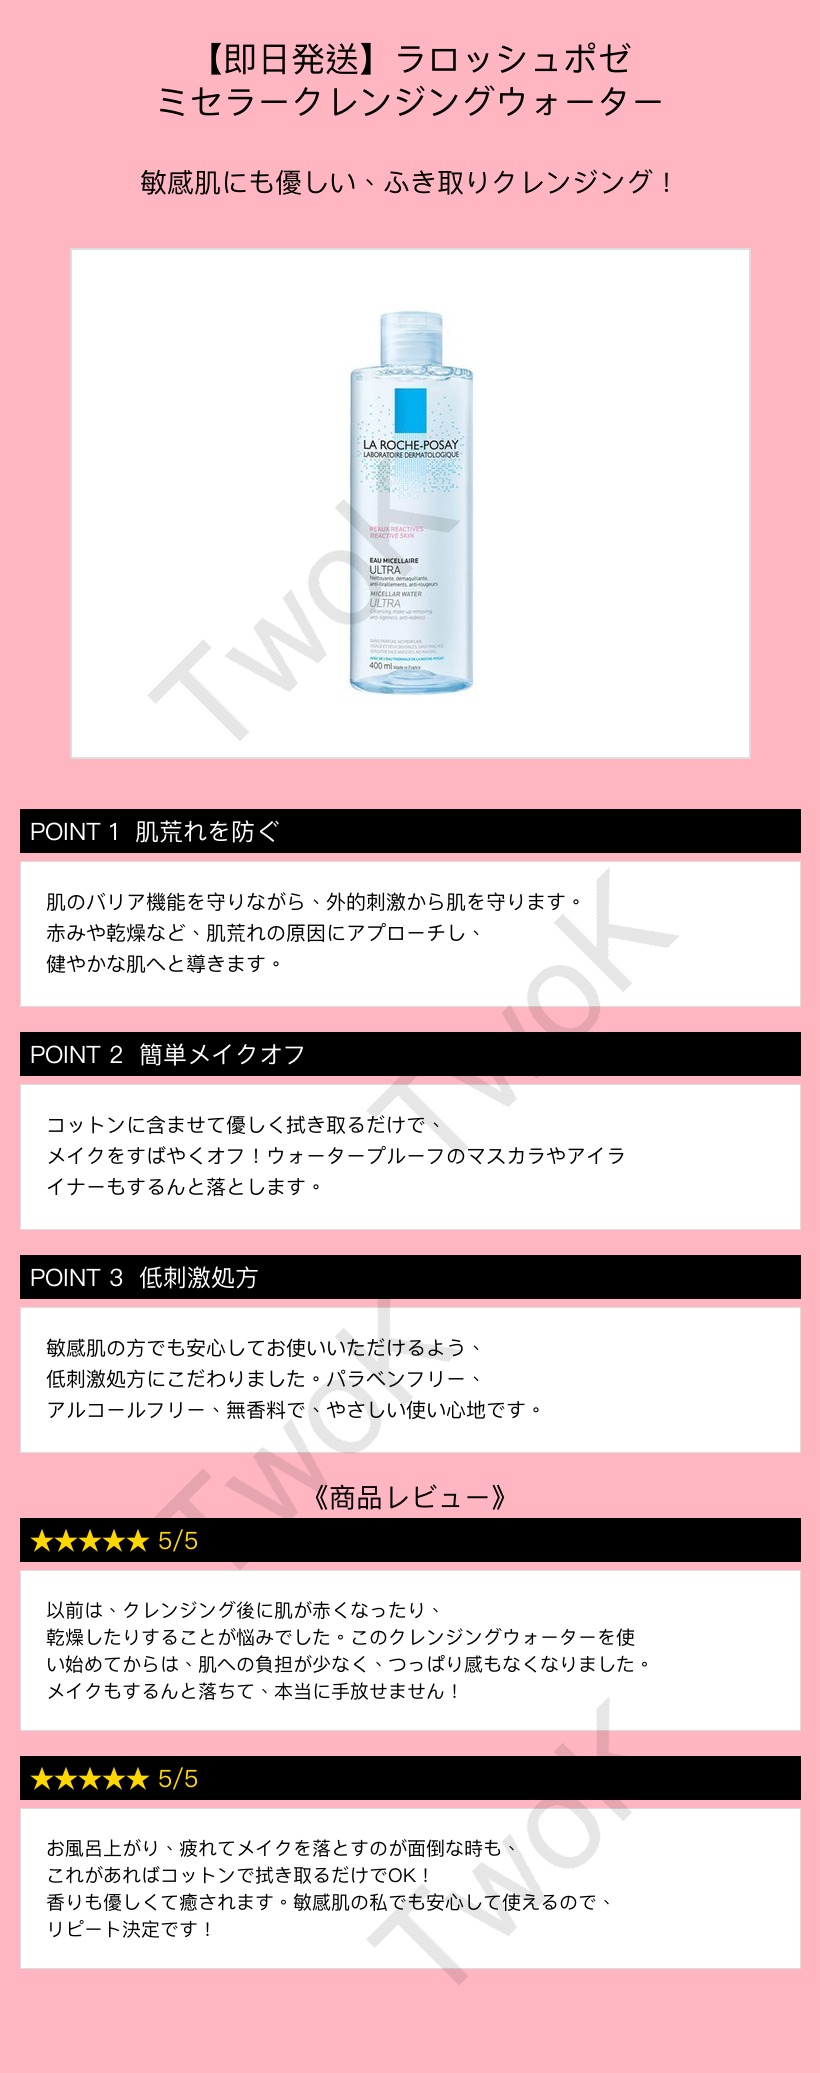 【即日発送】ラロッシュポゼ
ミセラークレンジングウォーター
敏感肌にも優しい、ふき取りクレンジング！
LA ROCHE-POSAY
LABORATOIRE DERMATOLOGIQUE
PEAUX REACTIVES
REACTIVE SKIN
EAU MICELLAIRE
ULTRA
Nettoyante, démaquillante,
anti-tiraillements, anti-rougeurs
MICELLAR WATER
ULTRA
Cleansing, make-up removing,
anti-tightness, anti-redness
400 ml Made in France
TwoK
POINT 1 肌荒れを防ぐ
肌のバリア機能を守りながら、外的刺激から肌を守ります。
赤みや乾燥など、肌荒れの原因にアプローチし、
健やかな肌へと導きます。
TwoK
POINT 2 簡単メイクオフ
コットンに含ませて優しく拭き取るだけで、
メイクをすばやくオフ！ウォータープルーフのマスカラやアイラ
イナーもするんと落とします。
POINT 3 低刺激処方
敏感肌の方でも安心してお使いいただけるよう、
低刺激処方にこだわりました。パラベンフリー、
アルコールフリー、無香料で、やさしい使い心地です。
TwoK
《商品レビュー》
★★★★★ 5/5
以前は、クレンジング後に肌が赤くなったり、
乾燥したりすることが悩みでした。このクレンジングウォーターを使
い始めてからは、肌への負担が少なく、つっぱり感もなくなりました。
メイクもするんと落ちて、本当に手放せません！
★★★★★ 5/5
お風呂上がり、疲れてメイクを落とすのが面倒な時も、
これがあればコットンで拭き取るだけでOK！
香りも優しくて癒されます。敏感肌の私でも安心して使えるので、
リピート決定です！
TwoK